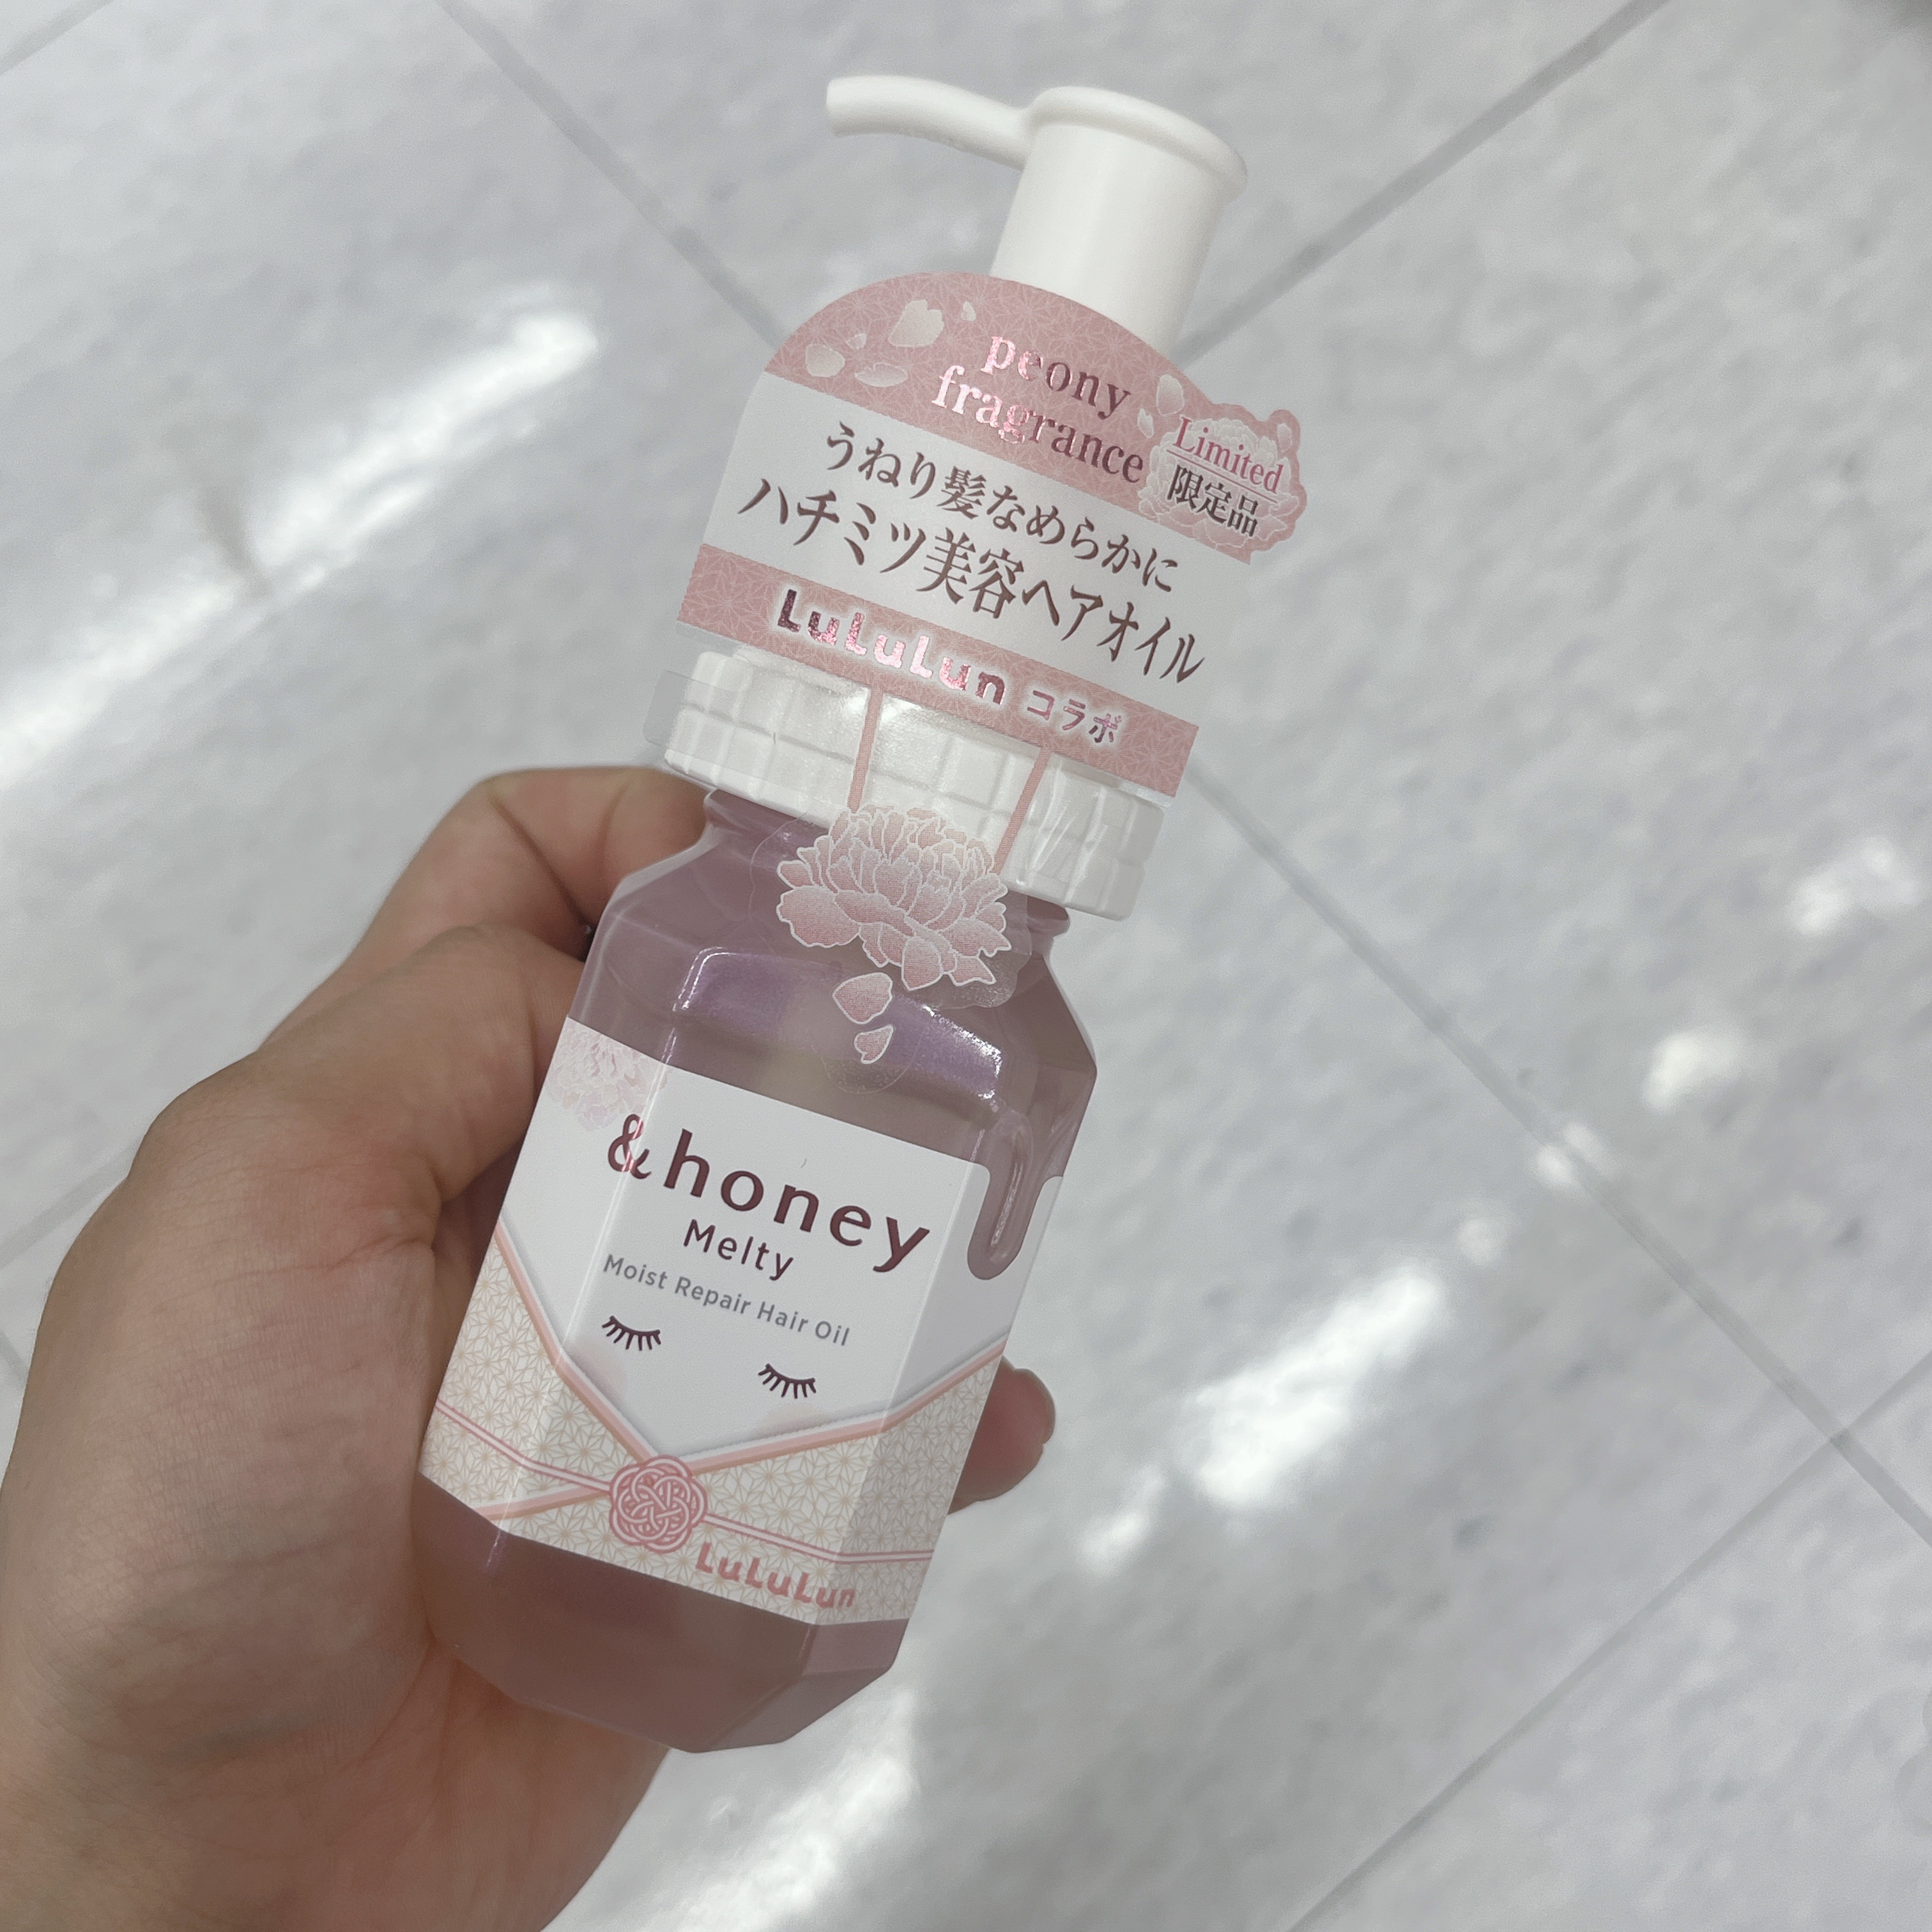 peony
fragrance
Limited
限定品
うねり髪なめらかに
ハチミツ美容ヘアオイル
LuLuLun コラボ
&honey
Melty
Moist Repair Hair Oil
LuLuLun